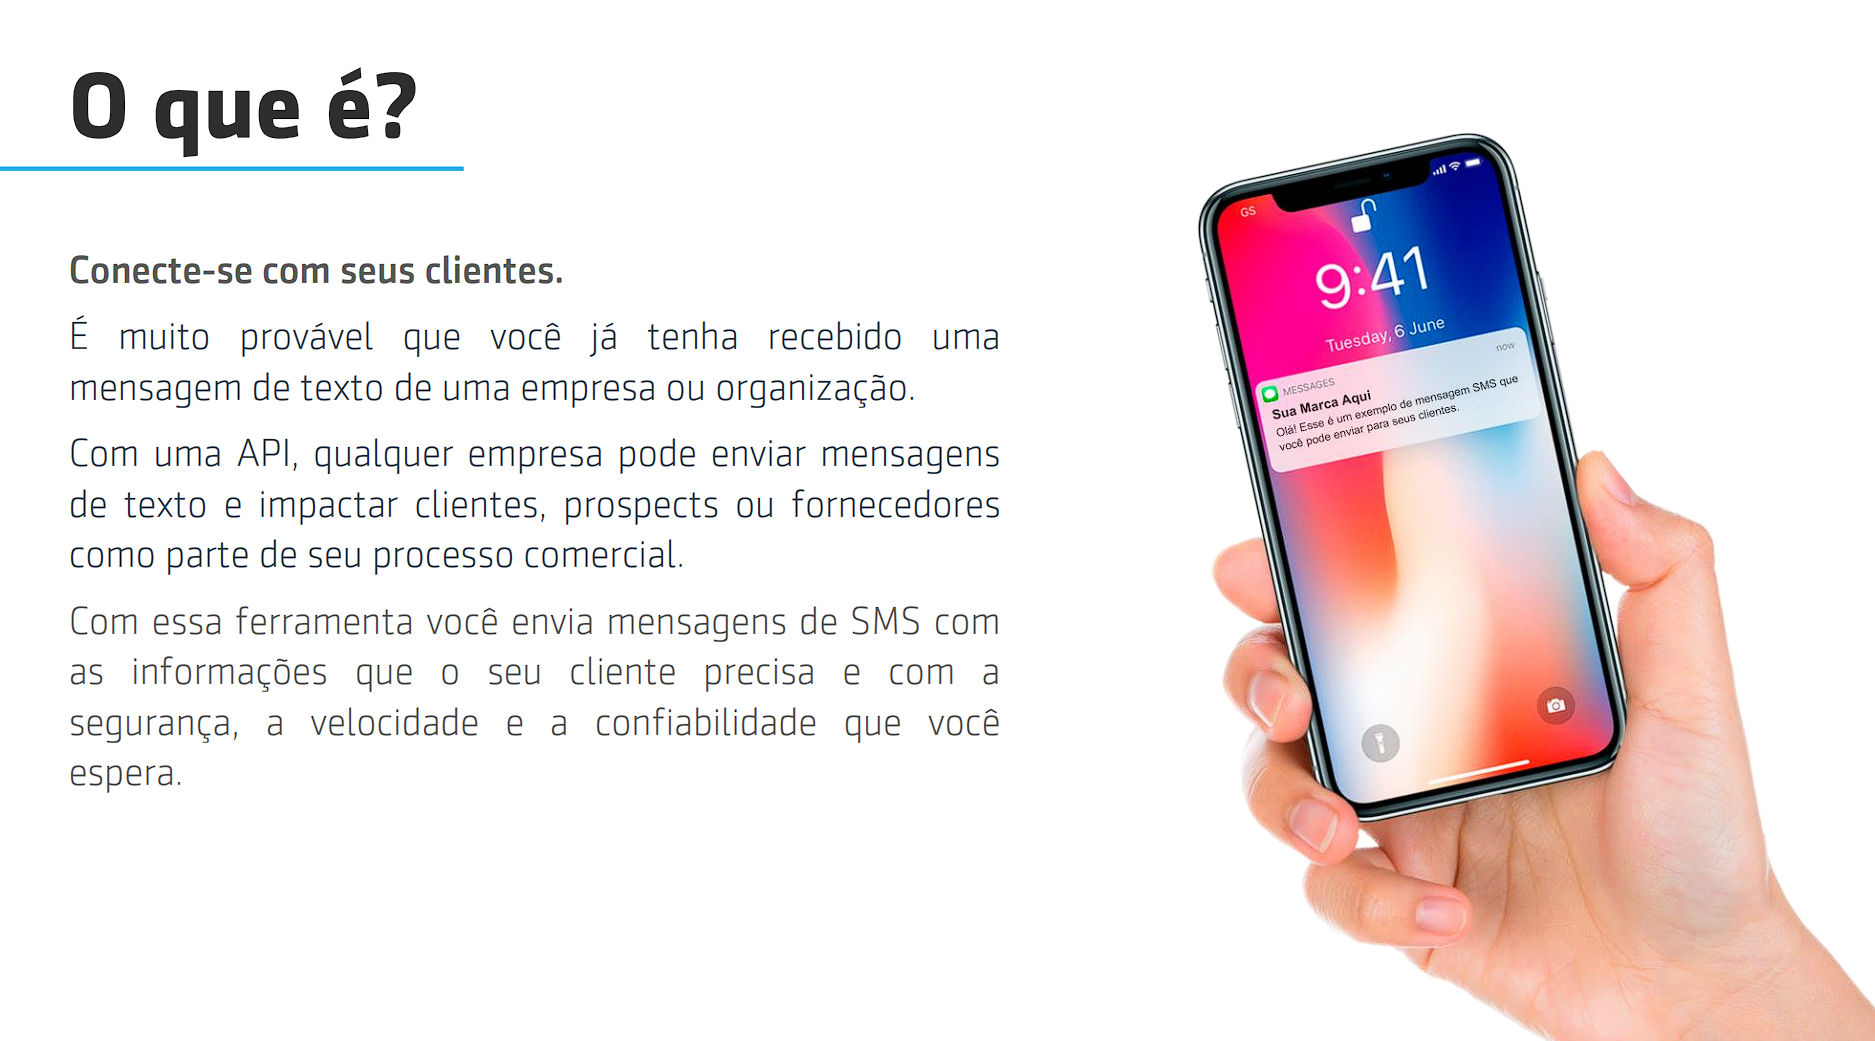 O que é?
Conecte-se com seus clientes.
É muito provável que você já tenha recebido uma
mensagem de texto de uma empresa ou organização.
Com uma API, qualquer empresa pode enviar mensagens
de texto e impactar clientes, prospects ou fornecedores
como parte de seu processo comercial.
Com essa ferramenta você envia mensagens de SMS com
as informações que o seu cliente precisa e com a
segurança, a velocidade e a confiabilidade que você
espera.
GS
9:41
Tuesday, 6 June
MESSAGES
now
Sua Marca Aqui
Olá! Esse é um exemplo de mensagem SMS que
você pode enviar para seus clientes.